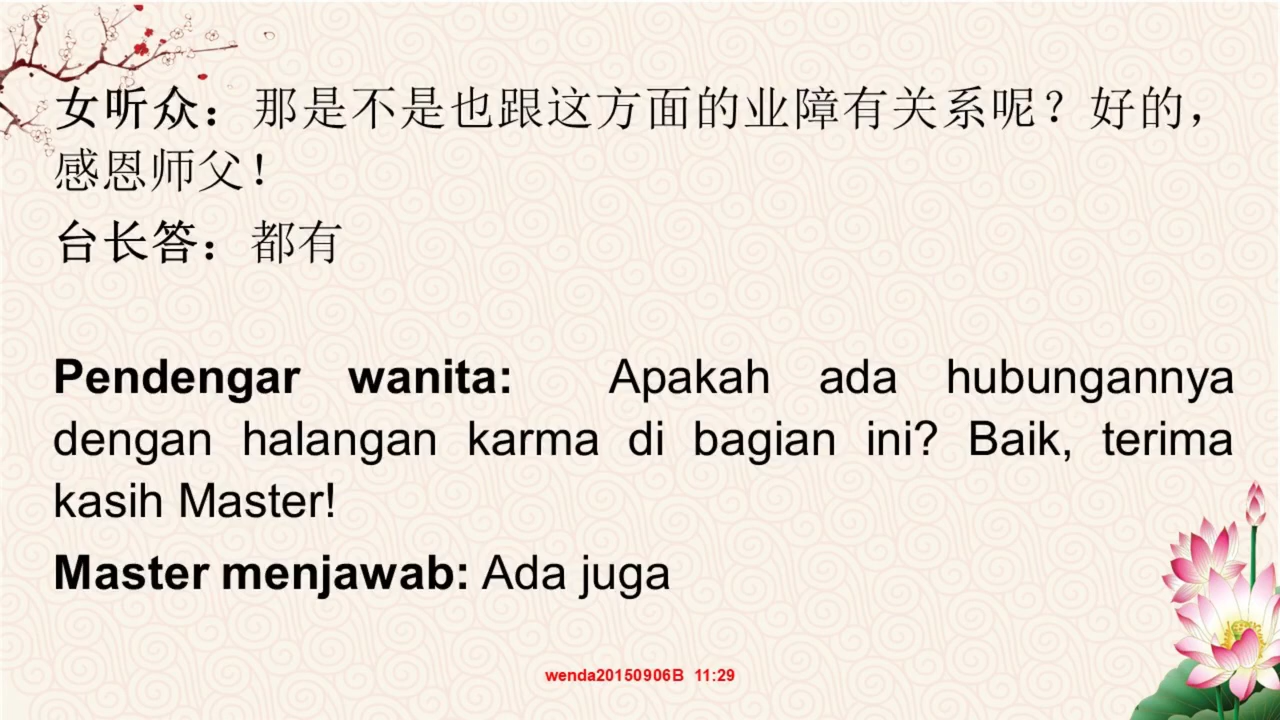 女听众：那是不是也跟这方面的业障有关系呢？好的，
感恩师父！
台长答：都有
Pendengar wanita: Apakah ada hubungannya
dengan halangan karma di bagian ini? Baik, terima
kasih Master!
Master menjawab: Ada juga
wenda20150906B 11:29